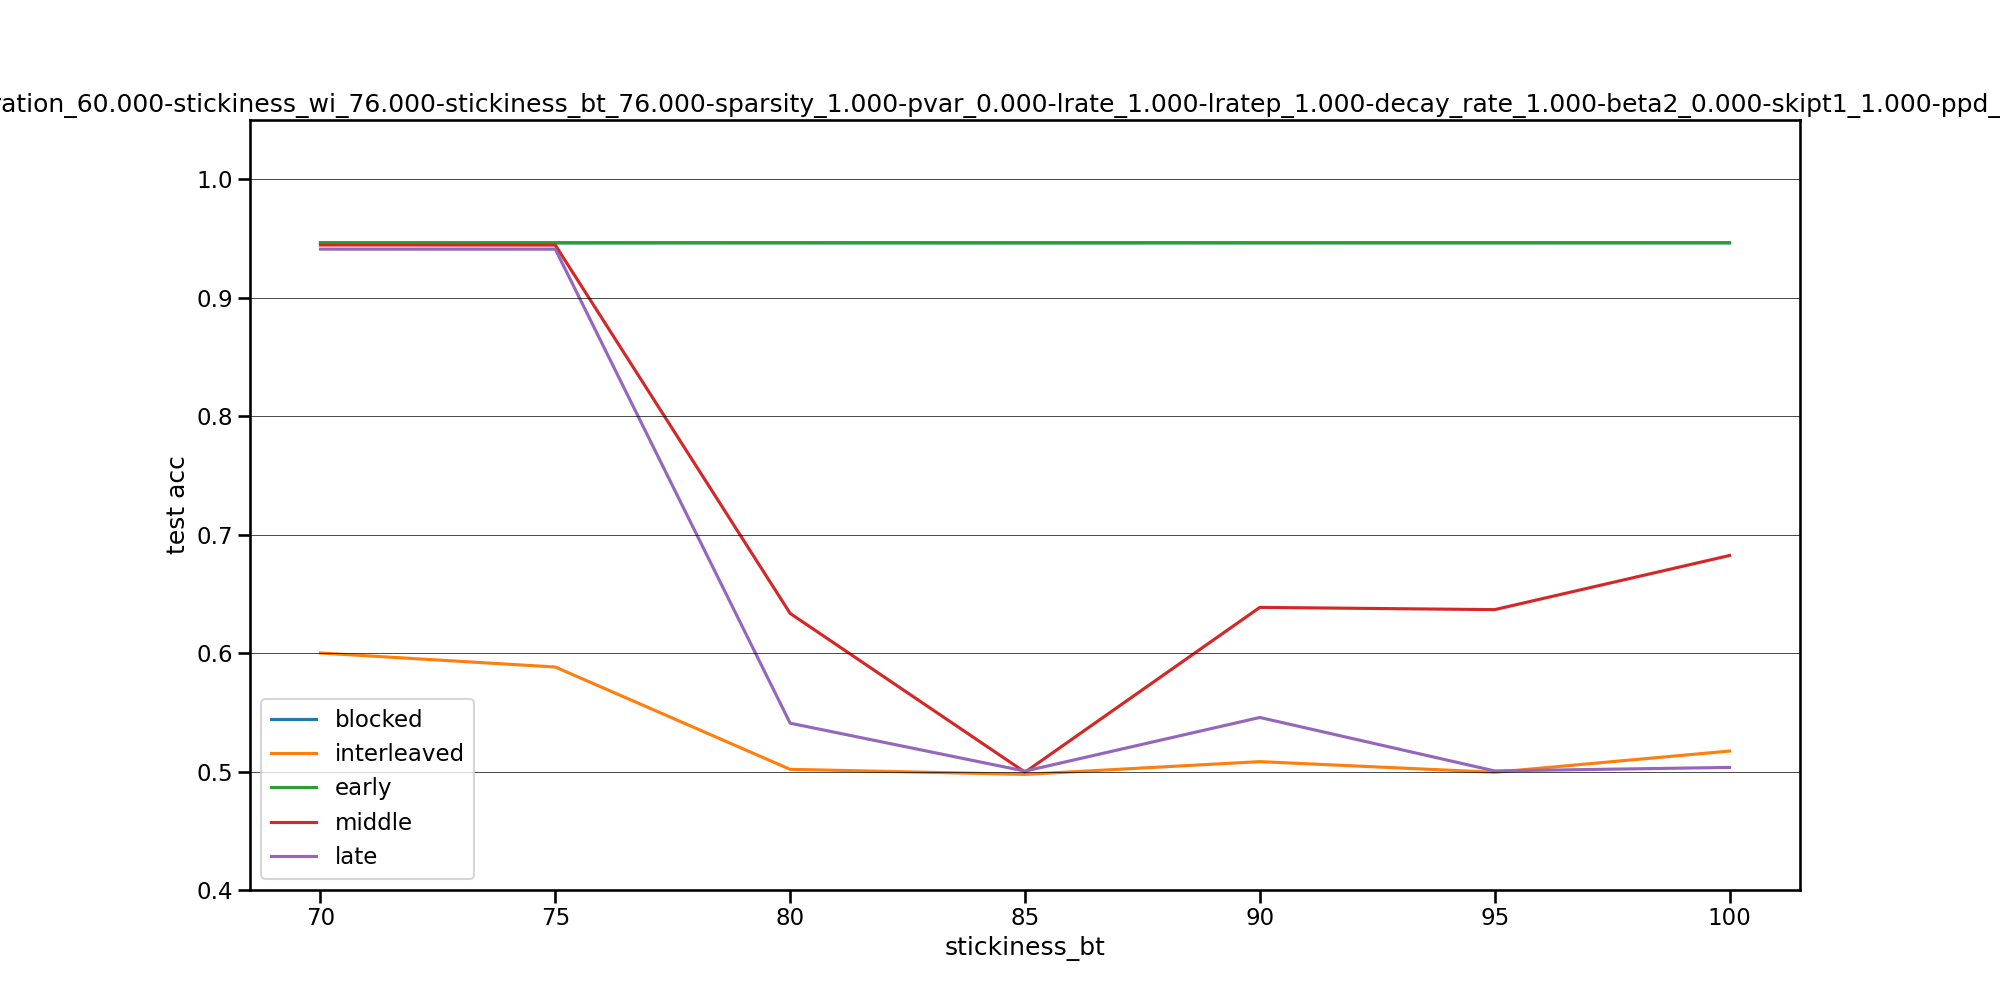 ration_60.000-stickiness_wi_76.000-stickiness_bt_76.000-sparsity_1.000-pvar_0.000-lrate_1.000-lratep_1.000-decay_rate_1.000-beta2_0.000-skipt1_1.000-ppd_
1.0
0.9
0.8
0.7
0.6
0.5
0.4
test acc
blocked
interleaved
early
middle
late
70 75 80 85 90 95 100
stickiness_bt